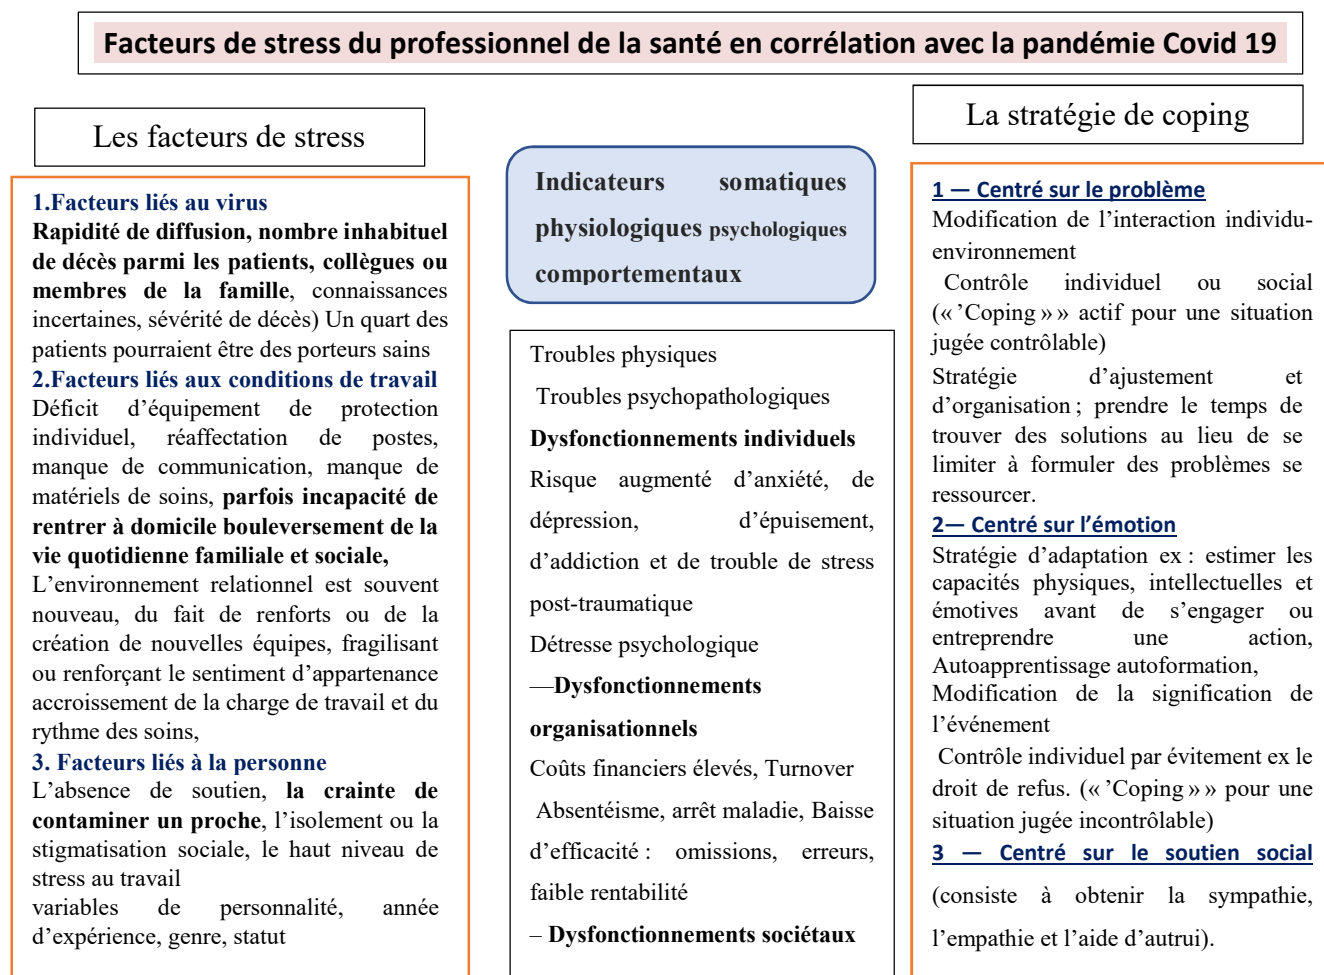 Facteurs de stress du professionnel de la santé en corrélation avec la pandémie Covid 19
Les facteurs de stress
1.Facteurs liés au virus
Rapidité de diffusion, nombre inhabituel
de décès parmi les patients, collègues ou
membres de la famille, connaissances
incertaines, sévérité de décès) Un quart des
patients pourraient être des porteurs sains
2.Facteurs liés aux conditions de travail
Déficit d’équipement de protection
individuel, réaffectation de postes,
manque de communication, manque de
matériels de soins, parfois incapacité de
rentrer à domicile bouleversement de la
vie quotidienne familiale et sociale,
L’environnement relationnel est souvent
nouveau, du fait de renforts ou de la
création de nouvelles équipes, fragilisant
ou renforçant le sentiment d’appartenance
accroissement de la charge de travail et du
rythme des soins,
3. Facteurs liés à la personne
L’absence de soutien, la crainte de
contaminer un proche, l’isolement ou la
stigmatisation sociale, le haut niveau de
stress au travail
variables de personnalité, année
d’expérience, genre, statut
Indicateurs somatiques
physiologiques psychologiques
comportementaux
Troubles physiques
Troubles psychopathologiques
Dysfonctionnements individuels
Risque augmenté d’anxiété, de
dépression, d’épuisement,
d’addiction et de trouble de stress
post-traumatique
Détresse psychologique
—Dysfonctionnements
organisationnels
Coûts financiers élevés, Turnover
Absentéisme, arrêt maladie, Baisse
d’efficacité : omissions, erreurs,
faible rentabilité
– Dysfonctionnements sociétaux
La stratégie de coping
1 — Centré sur le problème
Modification de l’interaction individu-
environnement
Contrôle individuel ou social
(« ’Coping » » actif pour une situation
jugée contrôlable)
Stratégie d’ajustement et
d’organisation ; prendre le temps de
trouver des solutions au lieu de se
limiter à formuler des problèmes se
ressourcer.
2— Centré sur l’émotion
Stratégie d’adaptation ex : estimer les
capacités physiques, intellectuelles et
émotives avant de s’engager ou
entreprendre une action,
Autoapprentissage autoformation,
Modification de la signification de
l’événement
Contrôle individuel par évitement ex le
droit de refus. (« ’Coping » » pour une
situation jugée incontrôlable)
3 — Centré sur le soutien social
(consiste à obtenir la sympathie,
l’empathie et l’aide d’autrui).